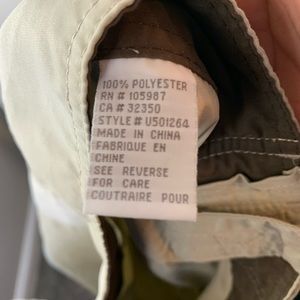 100% POLYESTER
RN # 105987
CA # 32350
STYLE # U501264
MADE IN CHINA
FABRIQUE EN
CHINE
SEE REVERSE
FOR CARE
COUTRAIRE POUR